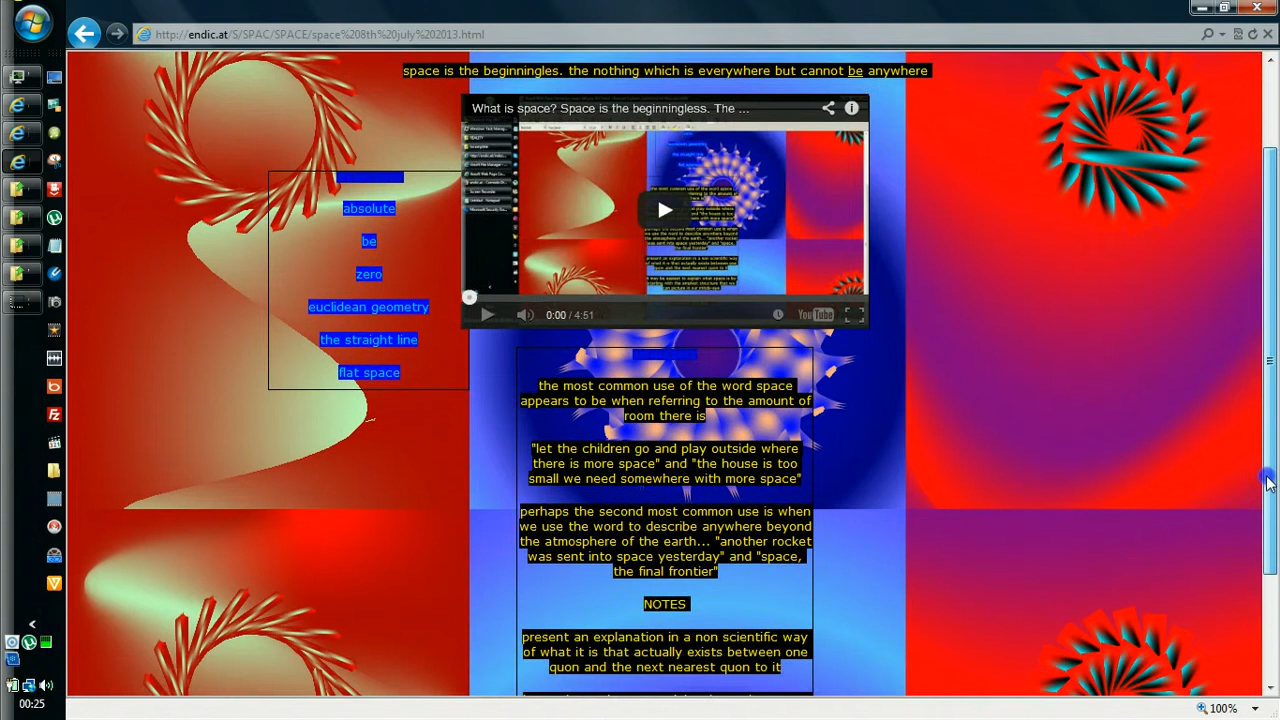 http://endic.at/S/SPAC/SPACE/space%208th%20july%202013.html
space is the beginningles. the nothing which is everywhere but cannot be anywhere
What is space? Space is the beginningless. The ...
absolute
be
zero
euclidean geometry
the straight line
flat space
0:00 / 4:51
YouTube
the most common use of the word space
appears to be when referring to the amount of
room there is
"let the children go and play outside where
there is more space" and "the house is too
small we need somewhere with more space"
perhaps the second most common use is when
we use the word to describe anywhere beyond
the atmosphere of the earth... "another rocket
was sent into space yesterday" and "space,
the final frontier"
NOTES
present an explanation in a non scientific way
of what it is that actually exists between one
quon and the next nearest quon to it
00:25
100%